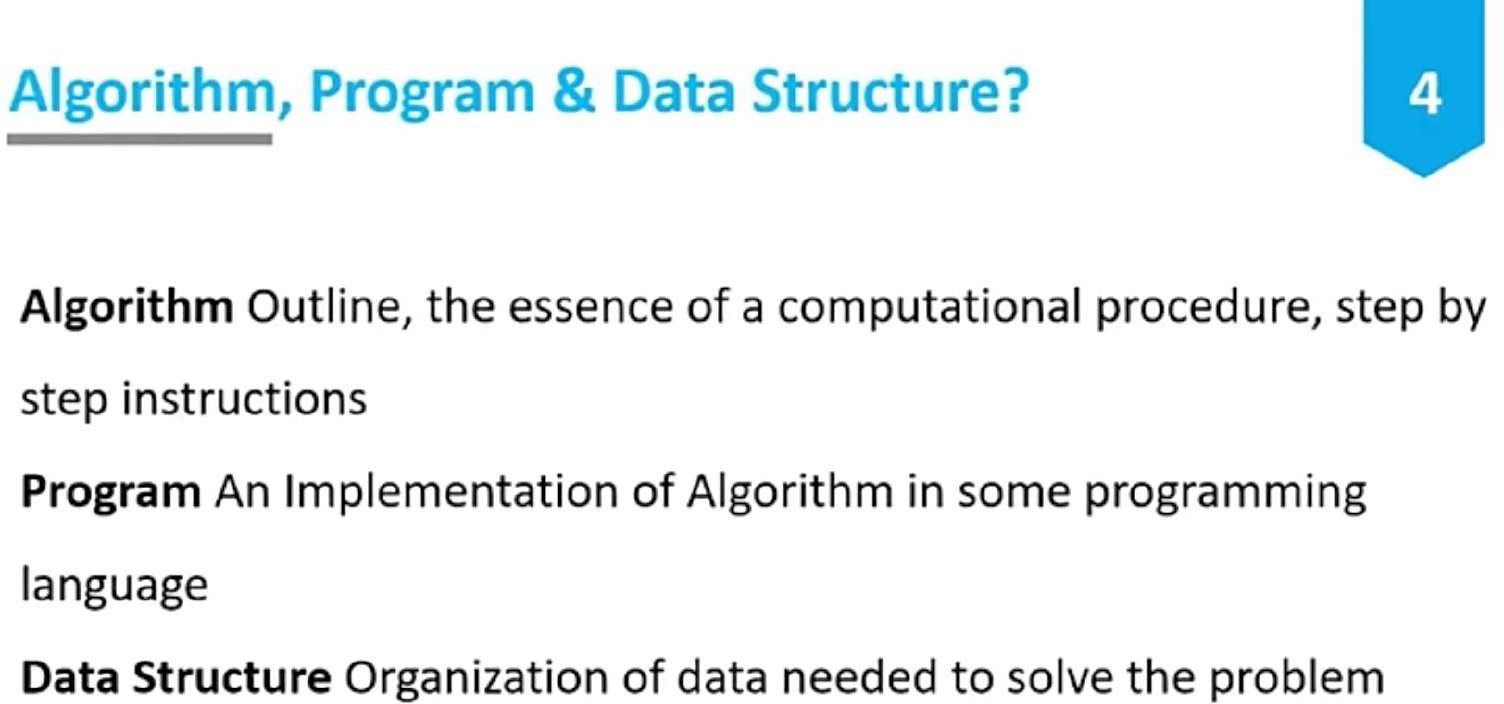 Algorithm, Program & Data Structure?
4
Algorithm Outline, the essence of a computational procedure, step by
step instructions
Program An Implementation of Algorithm in some programming
language
Data Structure Organization of data needed to solve the problem